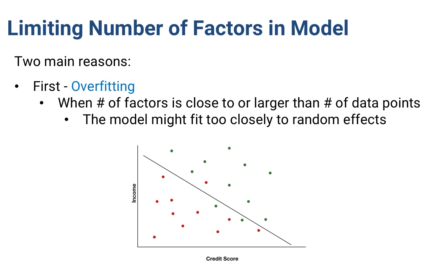 Limiting Number of Factors in Model
Two main reasons:
• First - Overfitting
• When # of factors is close to or larger than # of data points
• The model might fit too closely to random effects
Income
Credit Score